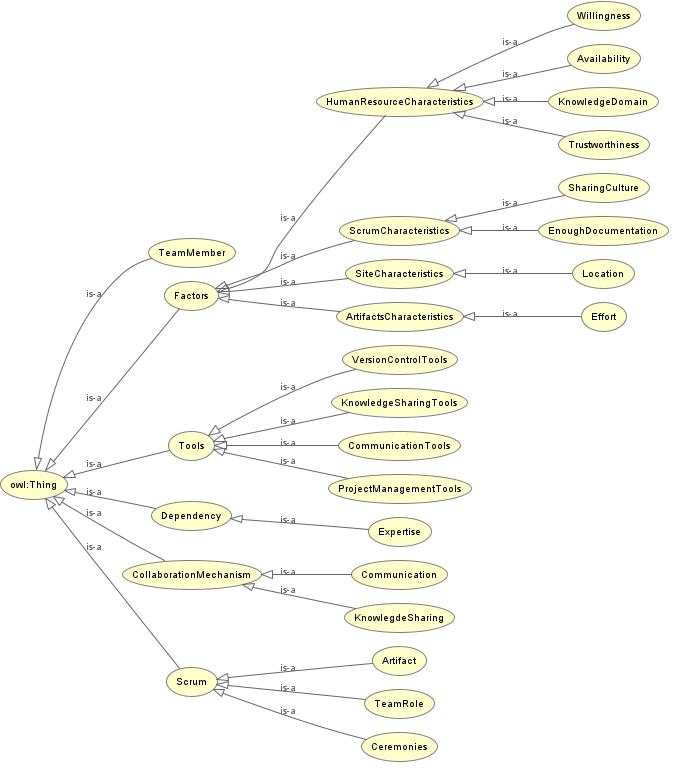 Willingness
is-a
Availability
is-a
HumanResourceCharacteristics
is-a
KnowledgeDomain
is-a
Trustworthiness
SharingCulture
is-a
is-a
ScrumCharacteristics
is-a
EnoughDocumentation
TeamMember
is-a
SiteCharacteristics
is-a
Location
is-a
is-a
Factors
is-a
ArtifactsCharacteristics
is-a
Effort
VersionControlTools
is-a
is-a
KnowledgeSharingTools
is-a
Tools
is-a
CommunicationTools
is-a
is-a
owl:Thing
ProjectManagementTools
is-a
Dependency
is-a
Expertise
is-a
is-a
CollaborationMechanism
is-a
Communication
is-a
KnowlegdeSharing
Artifact
is-a
Scrum
is-a
TeamRole
is-a
Ceremonies